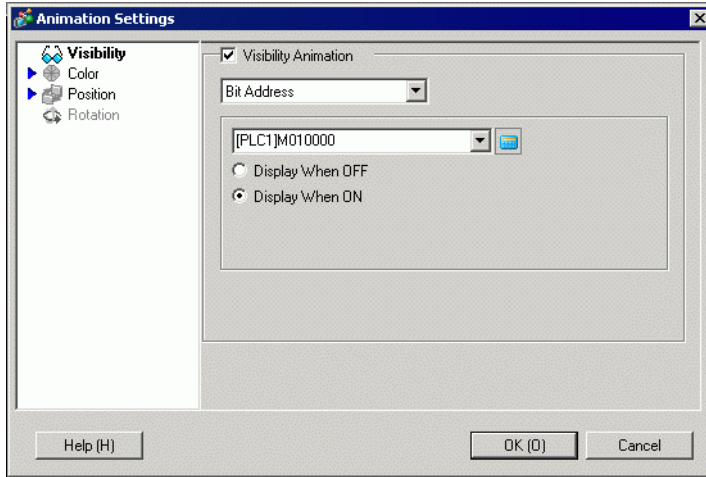 Animation Settings
Visibility
Color
Position
Rotation
Visibility Animation
Bit Address
[PLC1]M010000
Display When OFF
Display When ON
Help (H)
OK (O)
Cancel